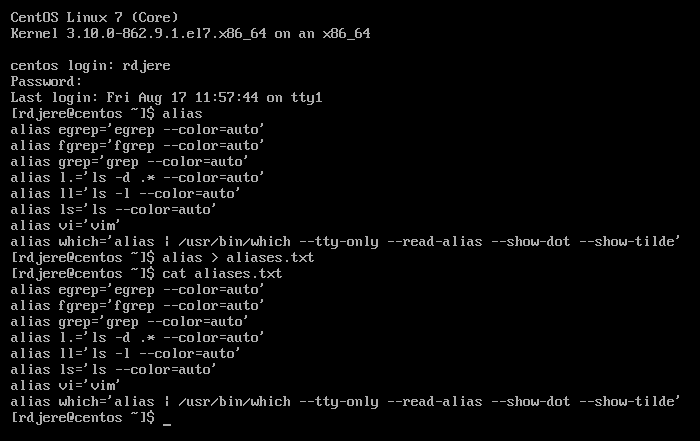 CentOS Linux 7 (Core)
Kernel 3.10.0-862.9.1.el7.x86_64 on an x86_64
centos login: rdjere
Password:
Last login: Fri Aug 17 11:57:44 on tty1
[rdjere@centos ~]$ alias
alias egrep='egrep --color=auto'
alias fgrep='fgrep --color=auto'
alias grep='grep --color=auto'
alias l.='ls -d .* --color=auto'
alias ll='ls -l --color=auto'
alias ls='ls --color=auto'
alias vi='vim'
alias which='alias | /usr/bin/which --tty-only --read-alias --show-dot --show-tilde'
[rdjere@centos ~]$ alias > aliases.txt
[rdjere@centos ~]$ cat aliases.txt
alias egrep='egrep --color=auto'
alias fgrep='fgrep --color=auto'
alias grep='grep --color=auto'
alias l.='ls -d .* --color=auto'
alias ll='ls -l --color=auto'
alias ls='ls --color=auto'
alias vi='vim'
alias which='alias | /usr/bin/which --tty-only --read-alias --show-dot --show-tilde'
[rdjere@centos ~]$ _